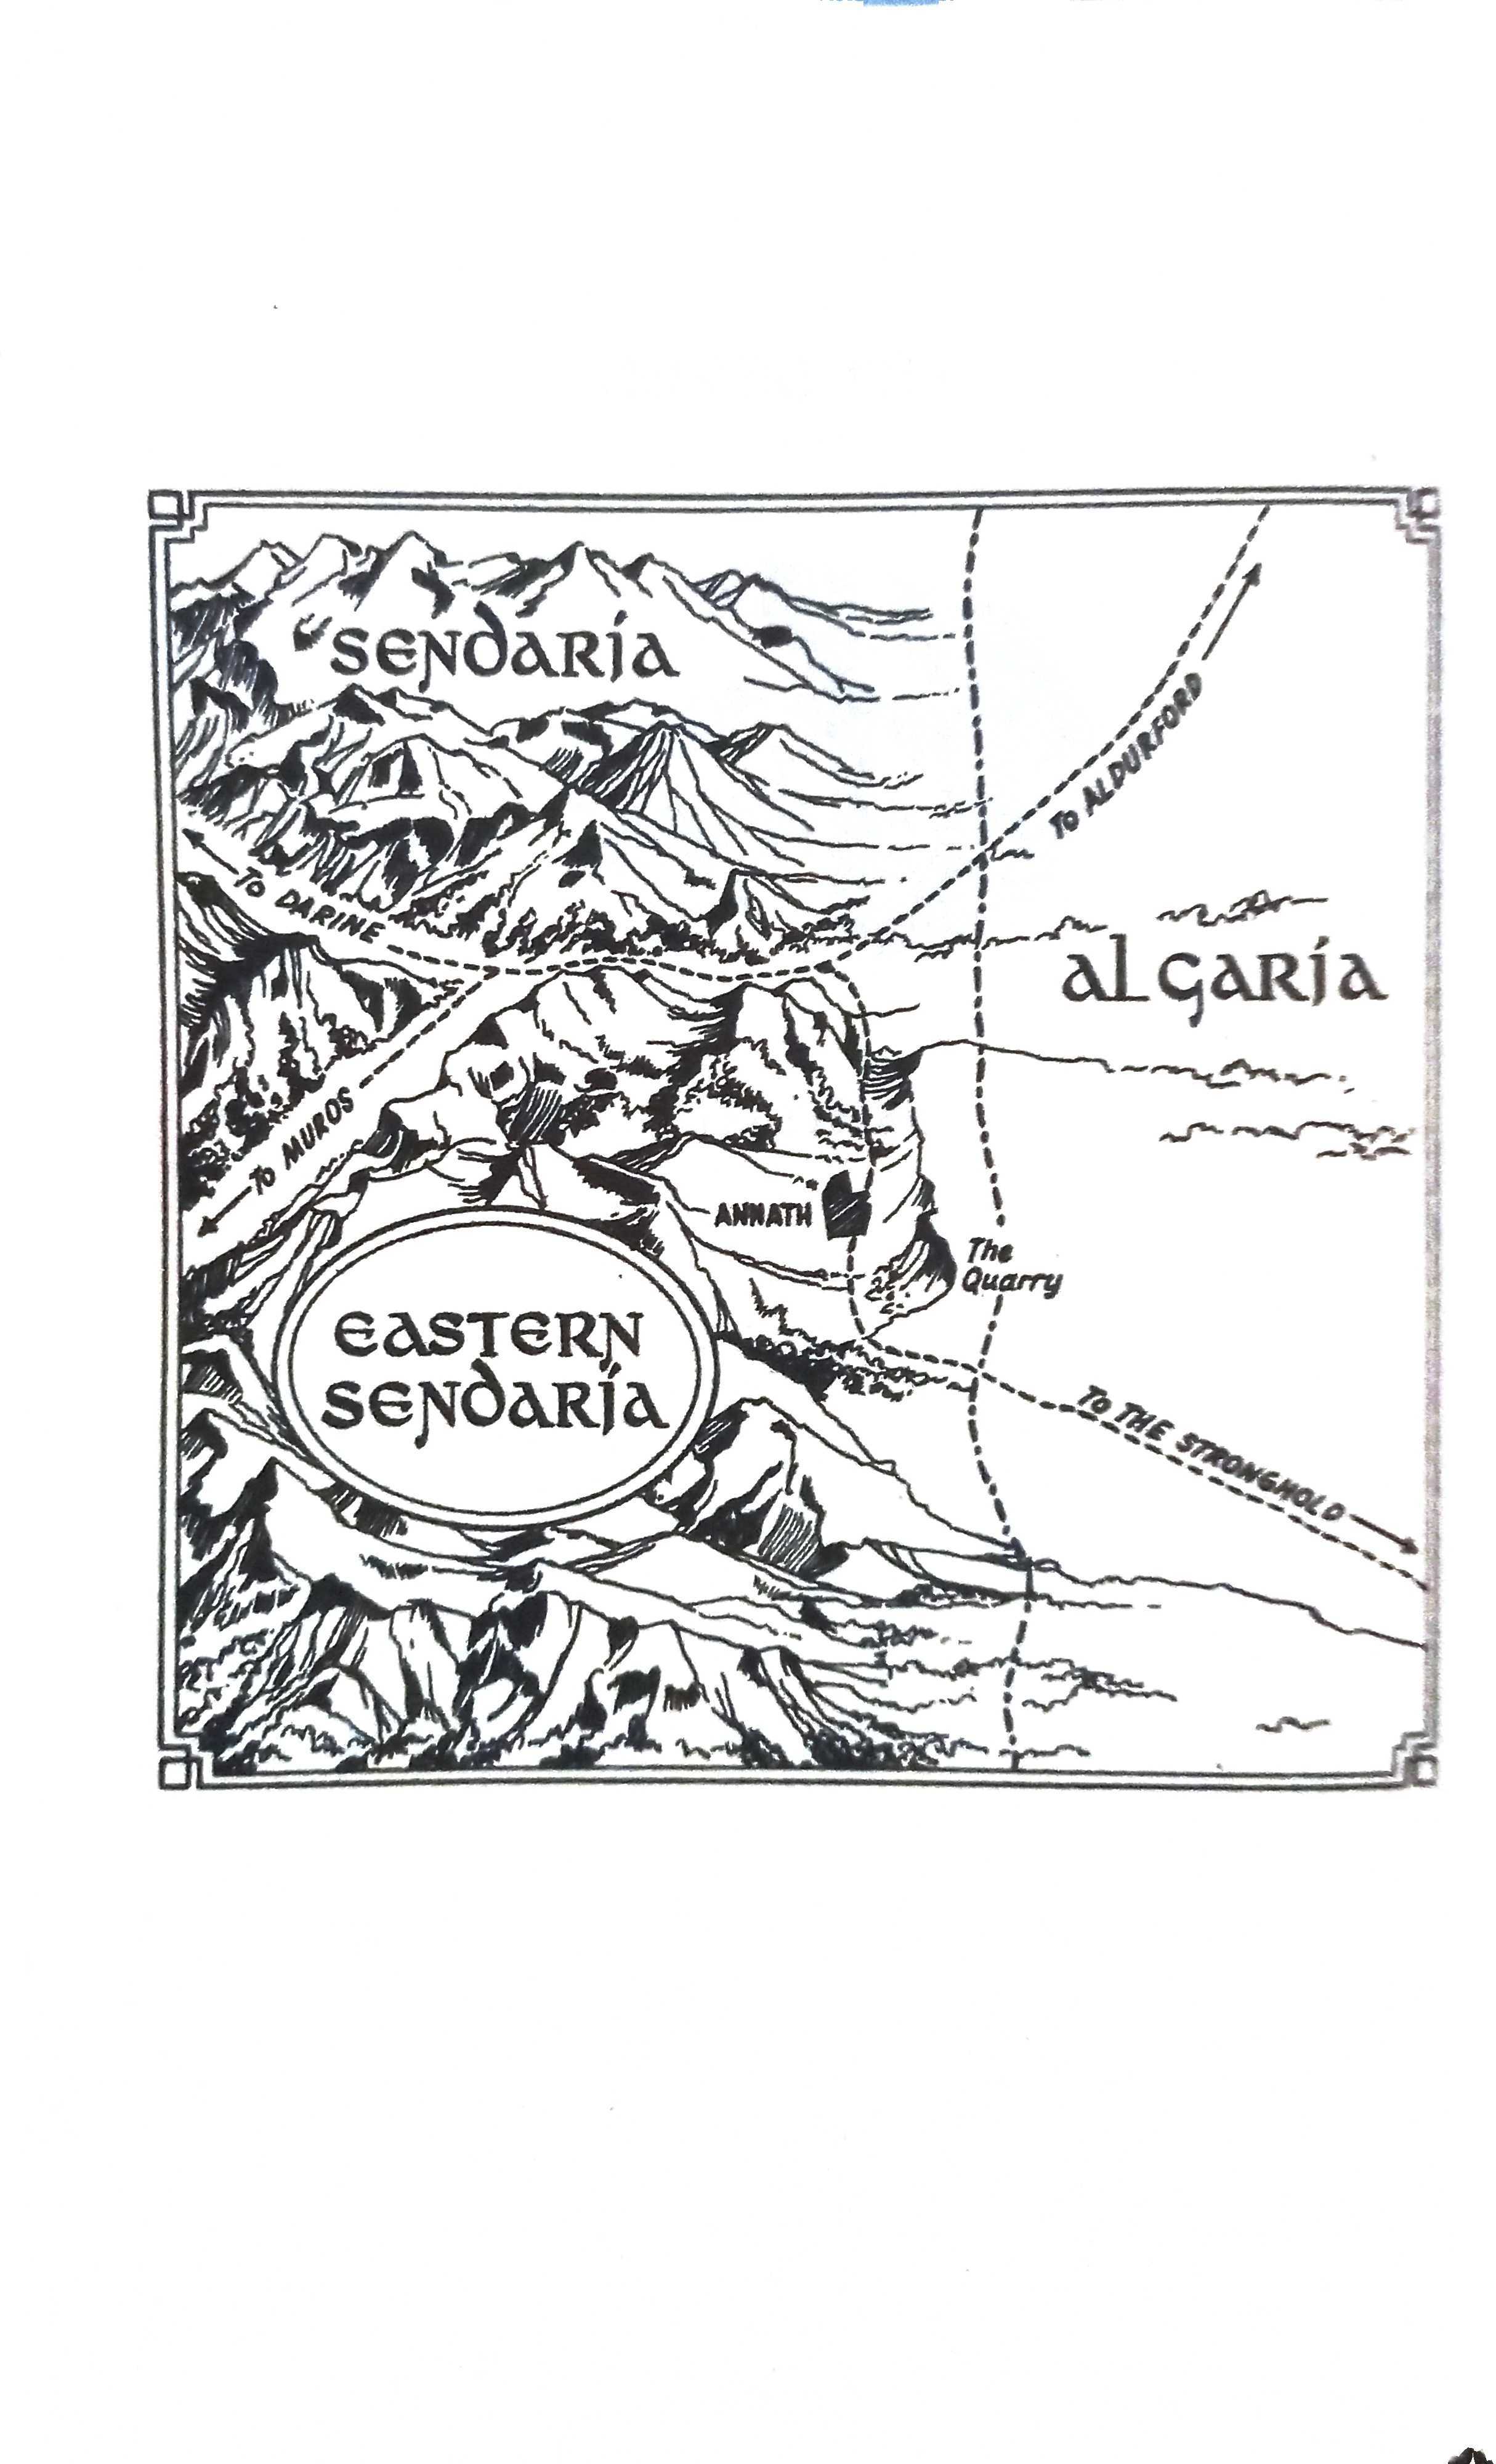 SENDARIA
To ALDURFORD
To DARINE
ALGARIA
To MUROS
ANNATH
The
Quarry
EASTERN
SENDARIA
To THE STRONGHOLD